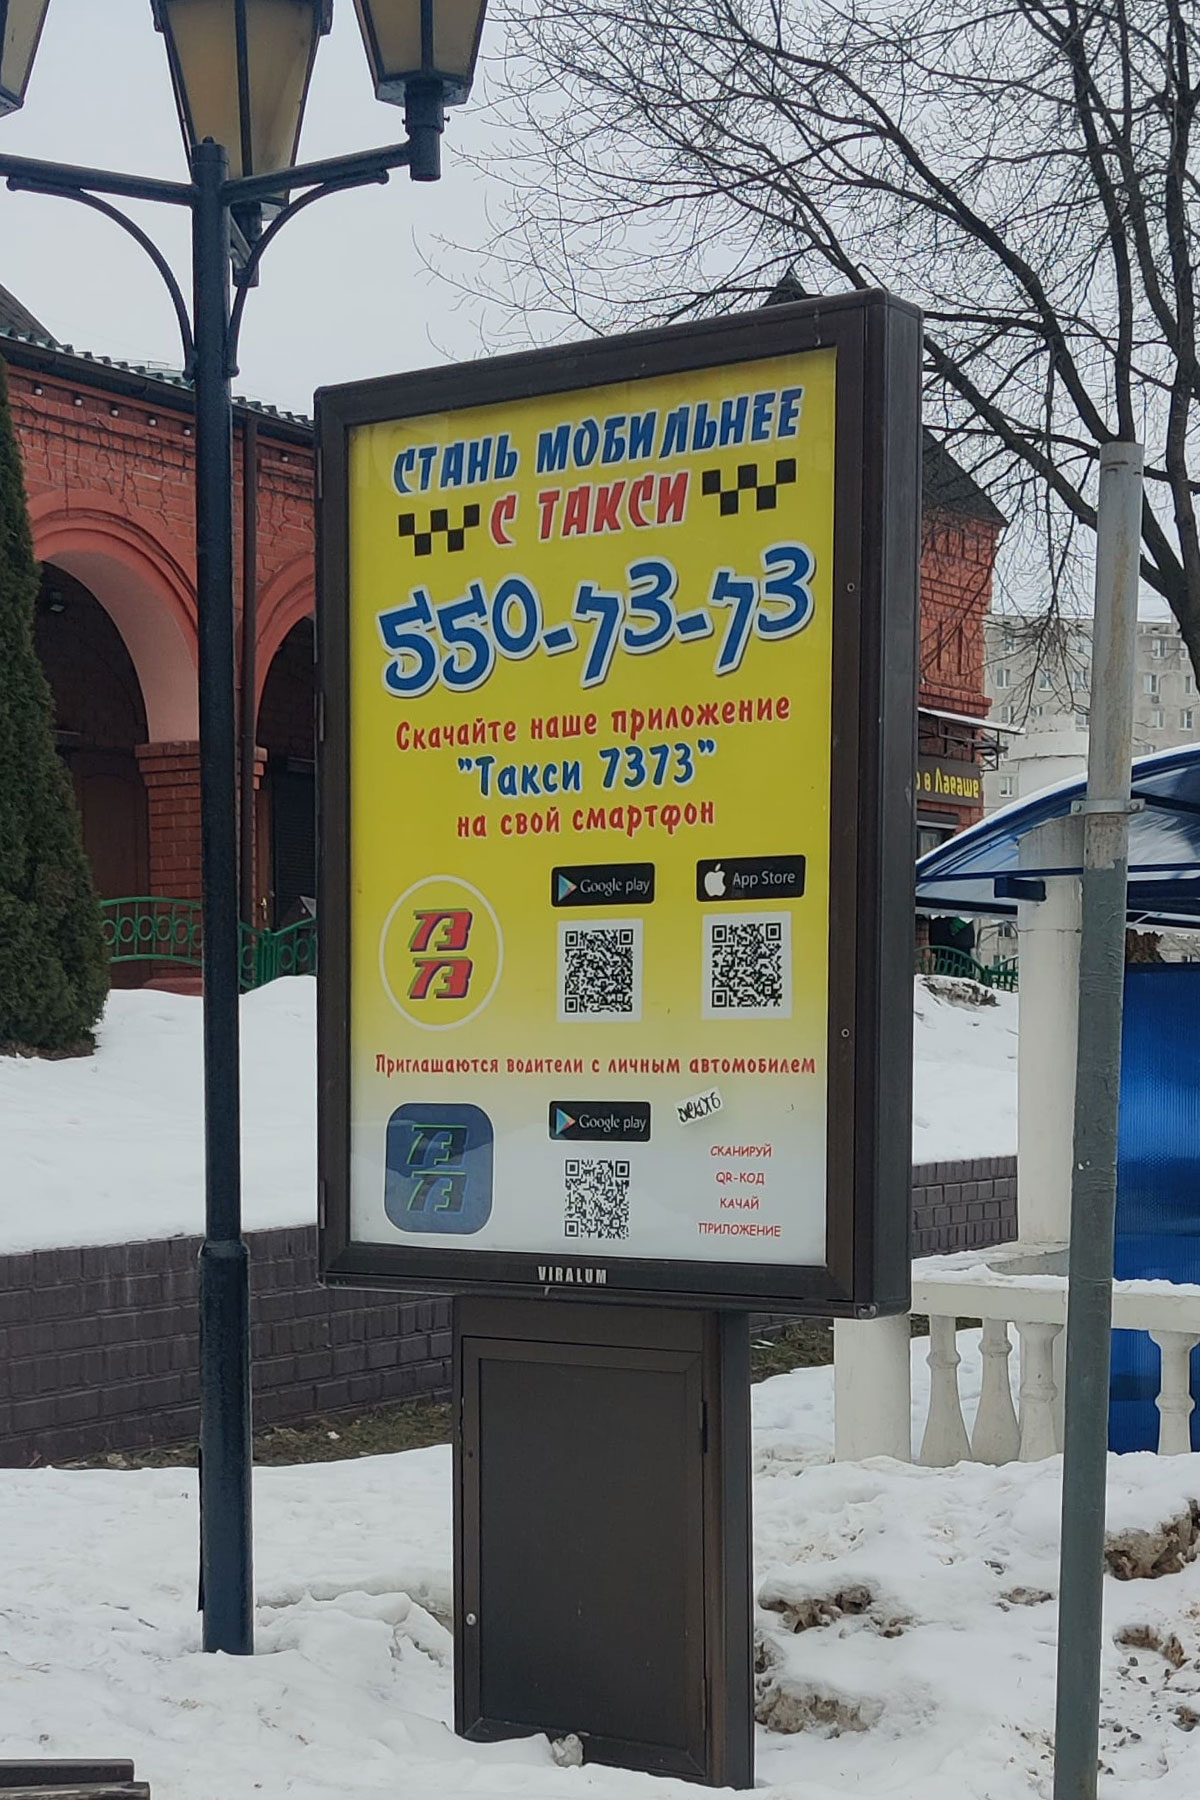 СТАНЬ МОБИЛЬНЕЕ
С ТАКСИ
550-73-73
Скачайте наше приложение
"Такси 7373"
на свой смартфон
Google play
App Store
73
73
Приглашаются водители с личным автомобилем
Google play
73
73
СКАНИРУЙ
QR-КОД
КАЧАЙ
ПРИЛОЖЕНИЕ
VIRALUM
в Лаваше